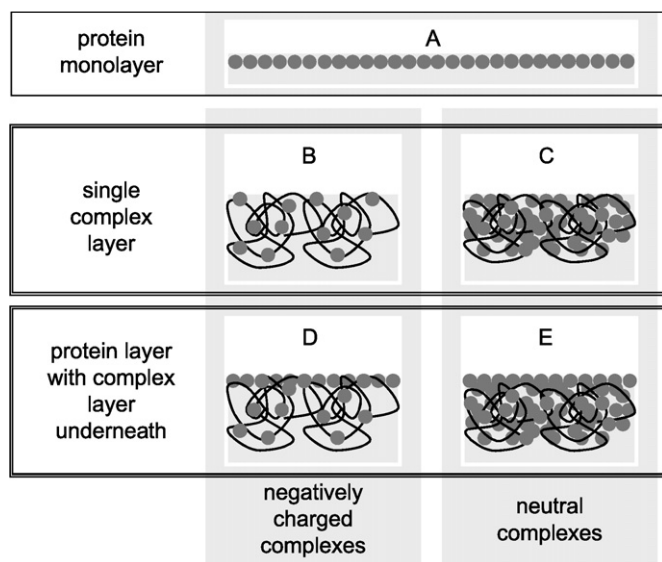 protein
monolayer
A
single
complex
layer
B
C
protein layer
with complex
layer
underneath
D
E
negatively
charged
complexes
neutral
complexes